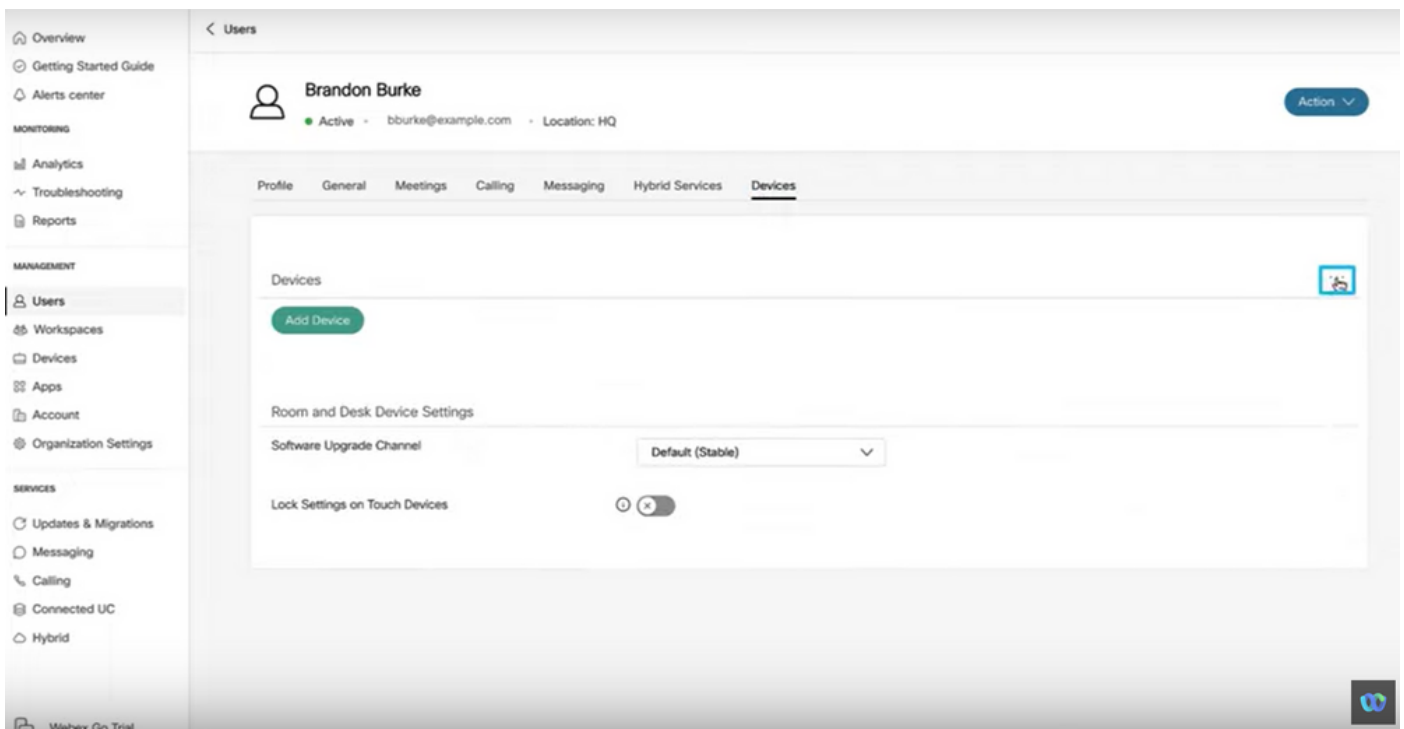 Overview
Getting Started Guide
Alerts center
MONITORING
Analytics
Troubleshooting
Reports
MANAGEMENT
Users
Workspaces
Devices
Apps
Account
Organization Settings
SERVICES
Updates & Migrations
Messaging
Calling
Connected UC
Hybrid
Webex Go Trial
Users
Brandon Burke
Active bburke@example.com Location: HQ
Action
Profile General Meetings Calling Messaging Hybrid Services Devices
Devices
Add Device
Room and Desk Device Settings
Software Upgrade Channel Default (Stable)
Lock Settings on Touch Devices